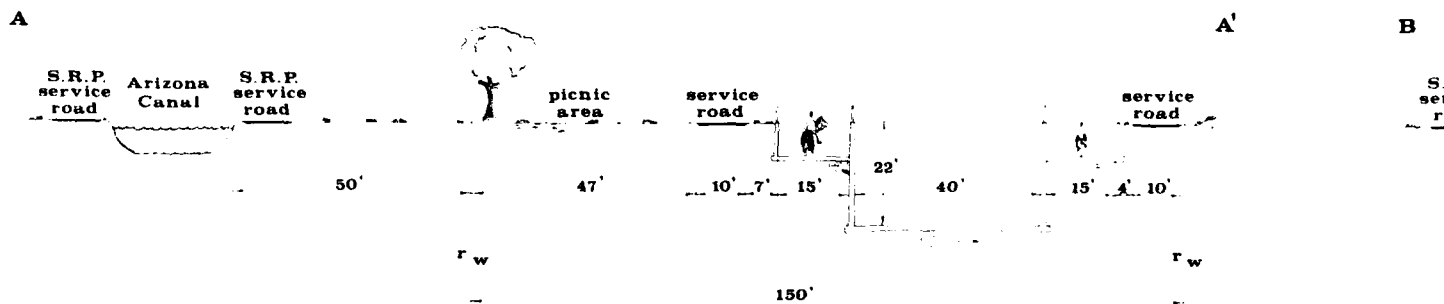 A
A'
B
S.R.P.
service
road
Arizona
Canal
S.R.P.
service
road
picnic
area
service
road
service
road
S.
ser
r
22'
50'
47'
10' 7' 15'
40'
15' 4' 10'
r w
r w
150'